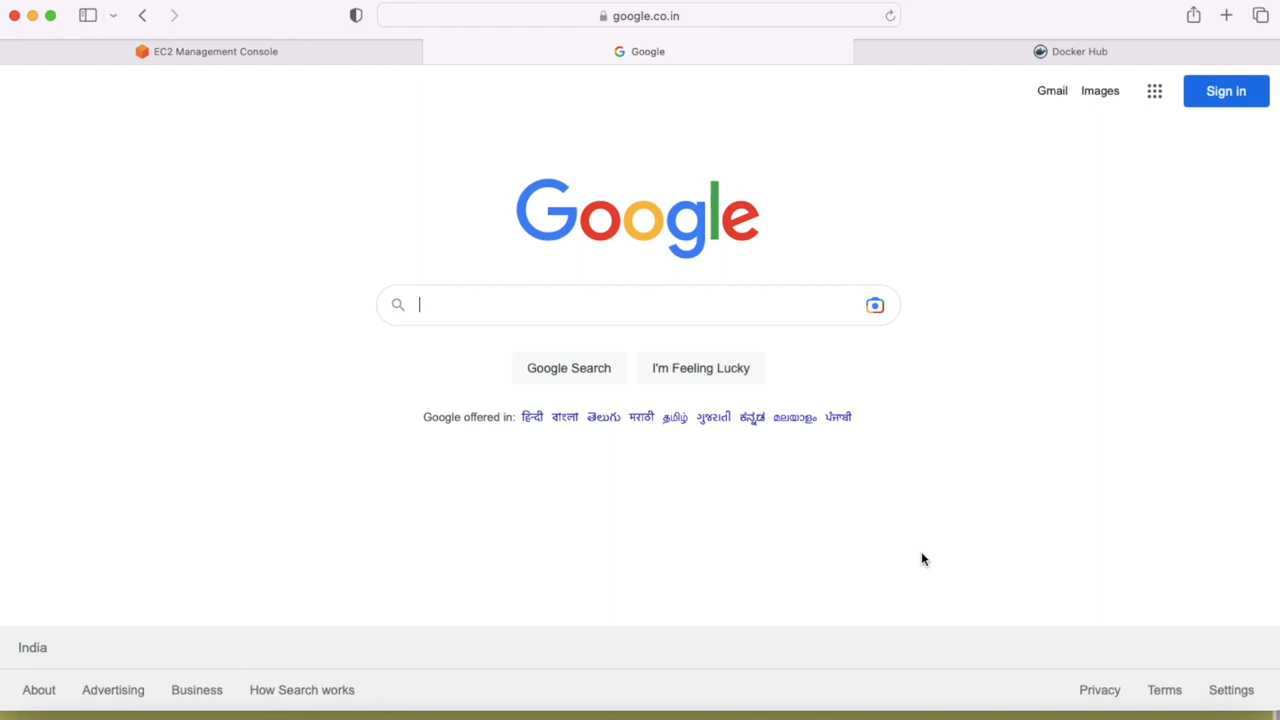 google.co.in
EC2 Management Console
Google
Docker Hub
Gmail Images
Sign in
Google
Google Search
I'm Feeling Lucky
Google offered in: हिन्दी বাংলা తెలుగు मराठी தமிழ் ગુજરાતી ಕನ್ನಡ മലയാളം ਪੰਜਾਬੀ
India
About Advertising Business How Search works
Privacy Terms Settings